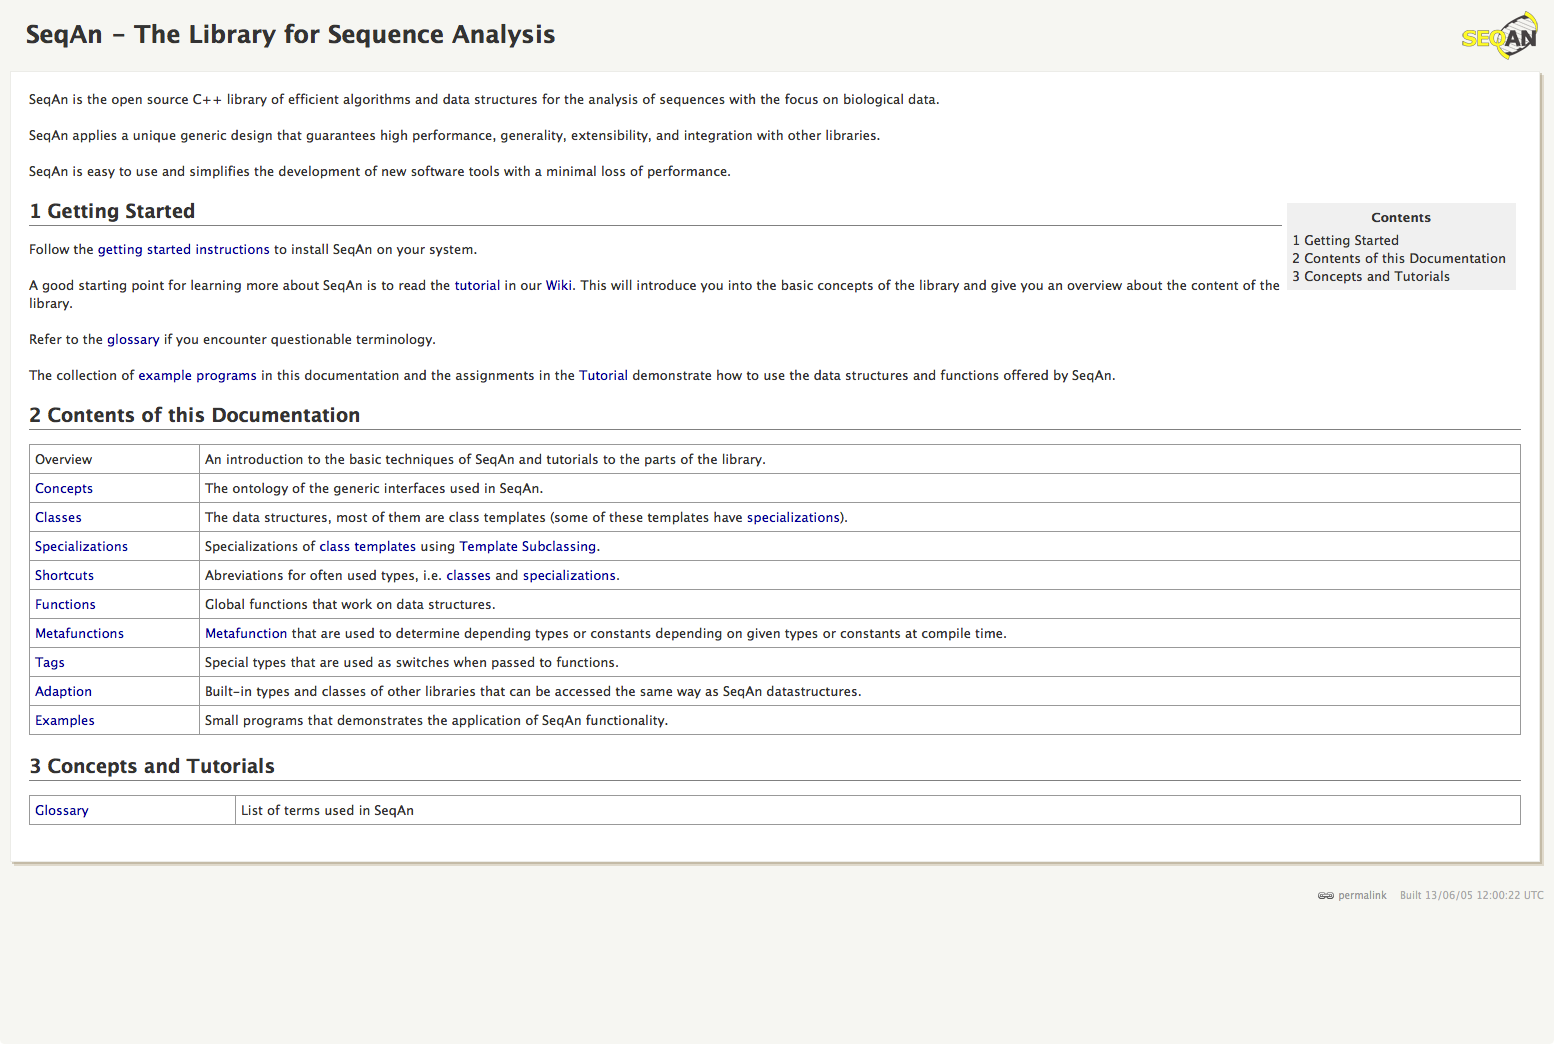 SeqAn – The Library for Sequence Analysis
SEQAN
SeqAn is the open source C++ library of efficient algorithms and data structures for the analysis of sequences with the focus on biological data.
SeqAn applies a unique generic design that guarantees high performance, generality, extensibility, and integration with other libraries.
SeqAn is easy to use and simplifies the development of new software tools with a minimal loss of performance.
1 Getting Started
Contents
1 Getting Started
2 Contents of this Documentation
3 Concepts and Tutorials
Follow the getting started instructions to install SeqAn on your system.
A good starting point for learning more about SeqAn is to read the tutorial in our Wiki. This will introduce you into the basic concepts of the library and give you an overview about the content of the
library.
Refer to the glossary if you encounter questionable terminology.
The collection of example programs in this documentation and the assignments in the Tutorial demonstrate how to use the data structures and functions offered by SeqAn.
2 Contents of this Documentation
Overview An introduction to the basic techniques of SeqAn and tutorials to the parts of the library.
Concepts The ontology of the generic interfaces used in SeqAn.
Classes The data structures, most of them are class templates (some of these templates have specializations).
Specializations Specializations of class templates using Template Subclassing.
Shortcuts Abreviations for often used types, i.e. classes and specializations.
Functions Global functions that work on data structures.
Metafunctions Metafunction that are used to determine depending types or constants depending on given types or constants at compile time.
Tags Special types that are used as switches when passed to functions.
Adaption Built-in types and classes of other libraries that can be accessed the same way as SeqAn datastructures.
Examples Small programs that demonstrates the application of SeqAn functionality.
3 Concepts and Tutorials
Glossary List of terms used in SeqAn
permalink Built 13/06/05 12:00:22 UTC